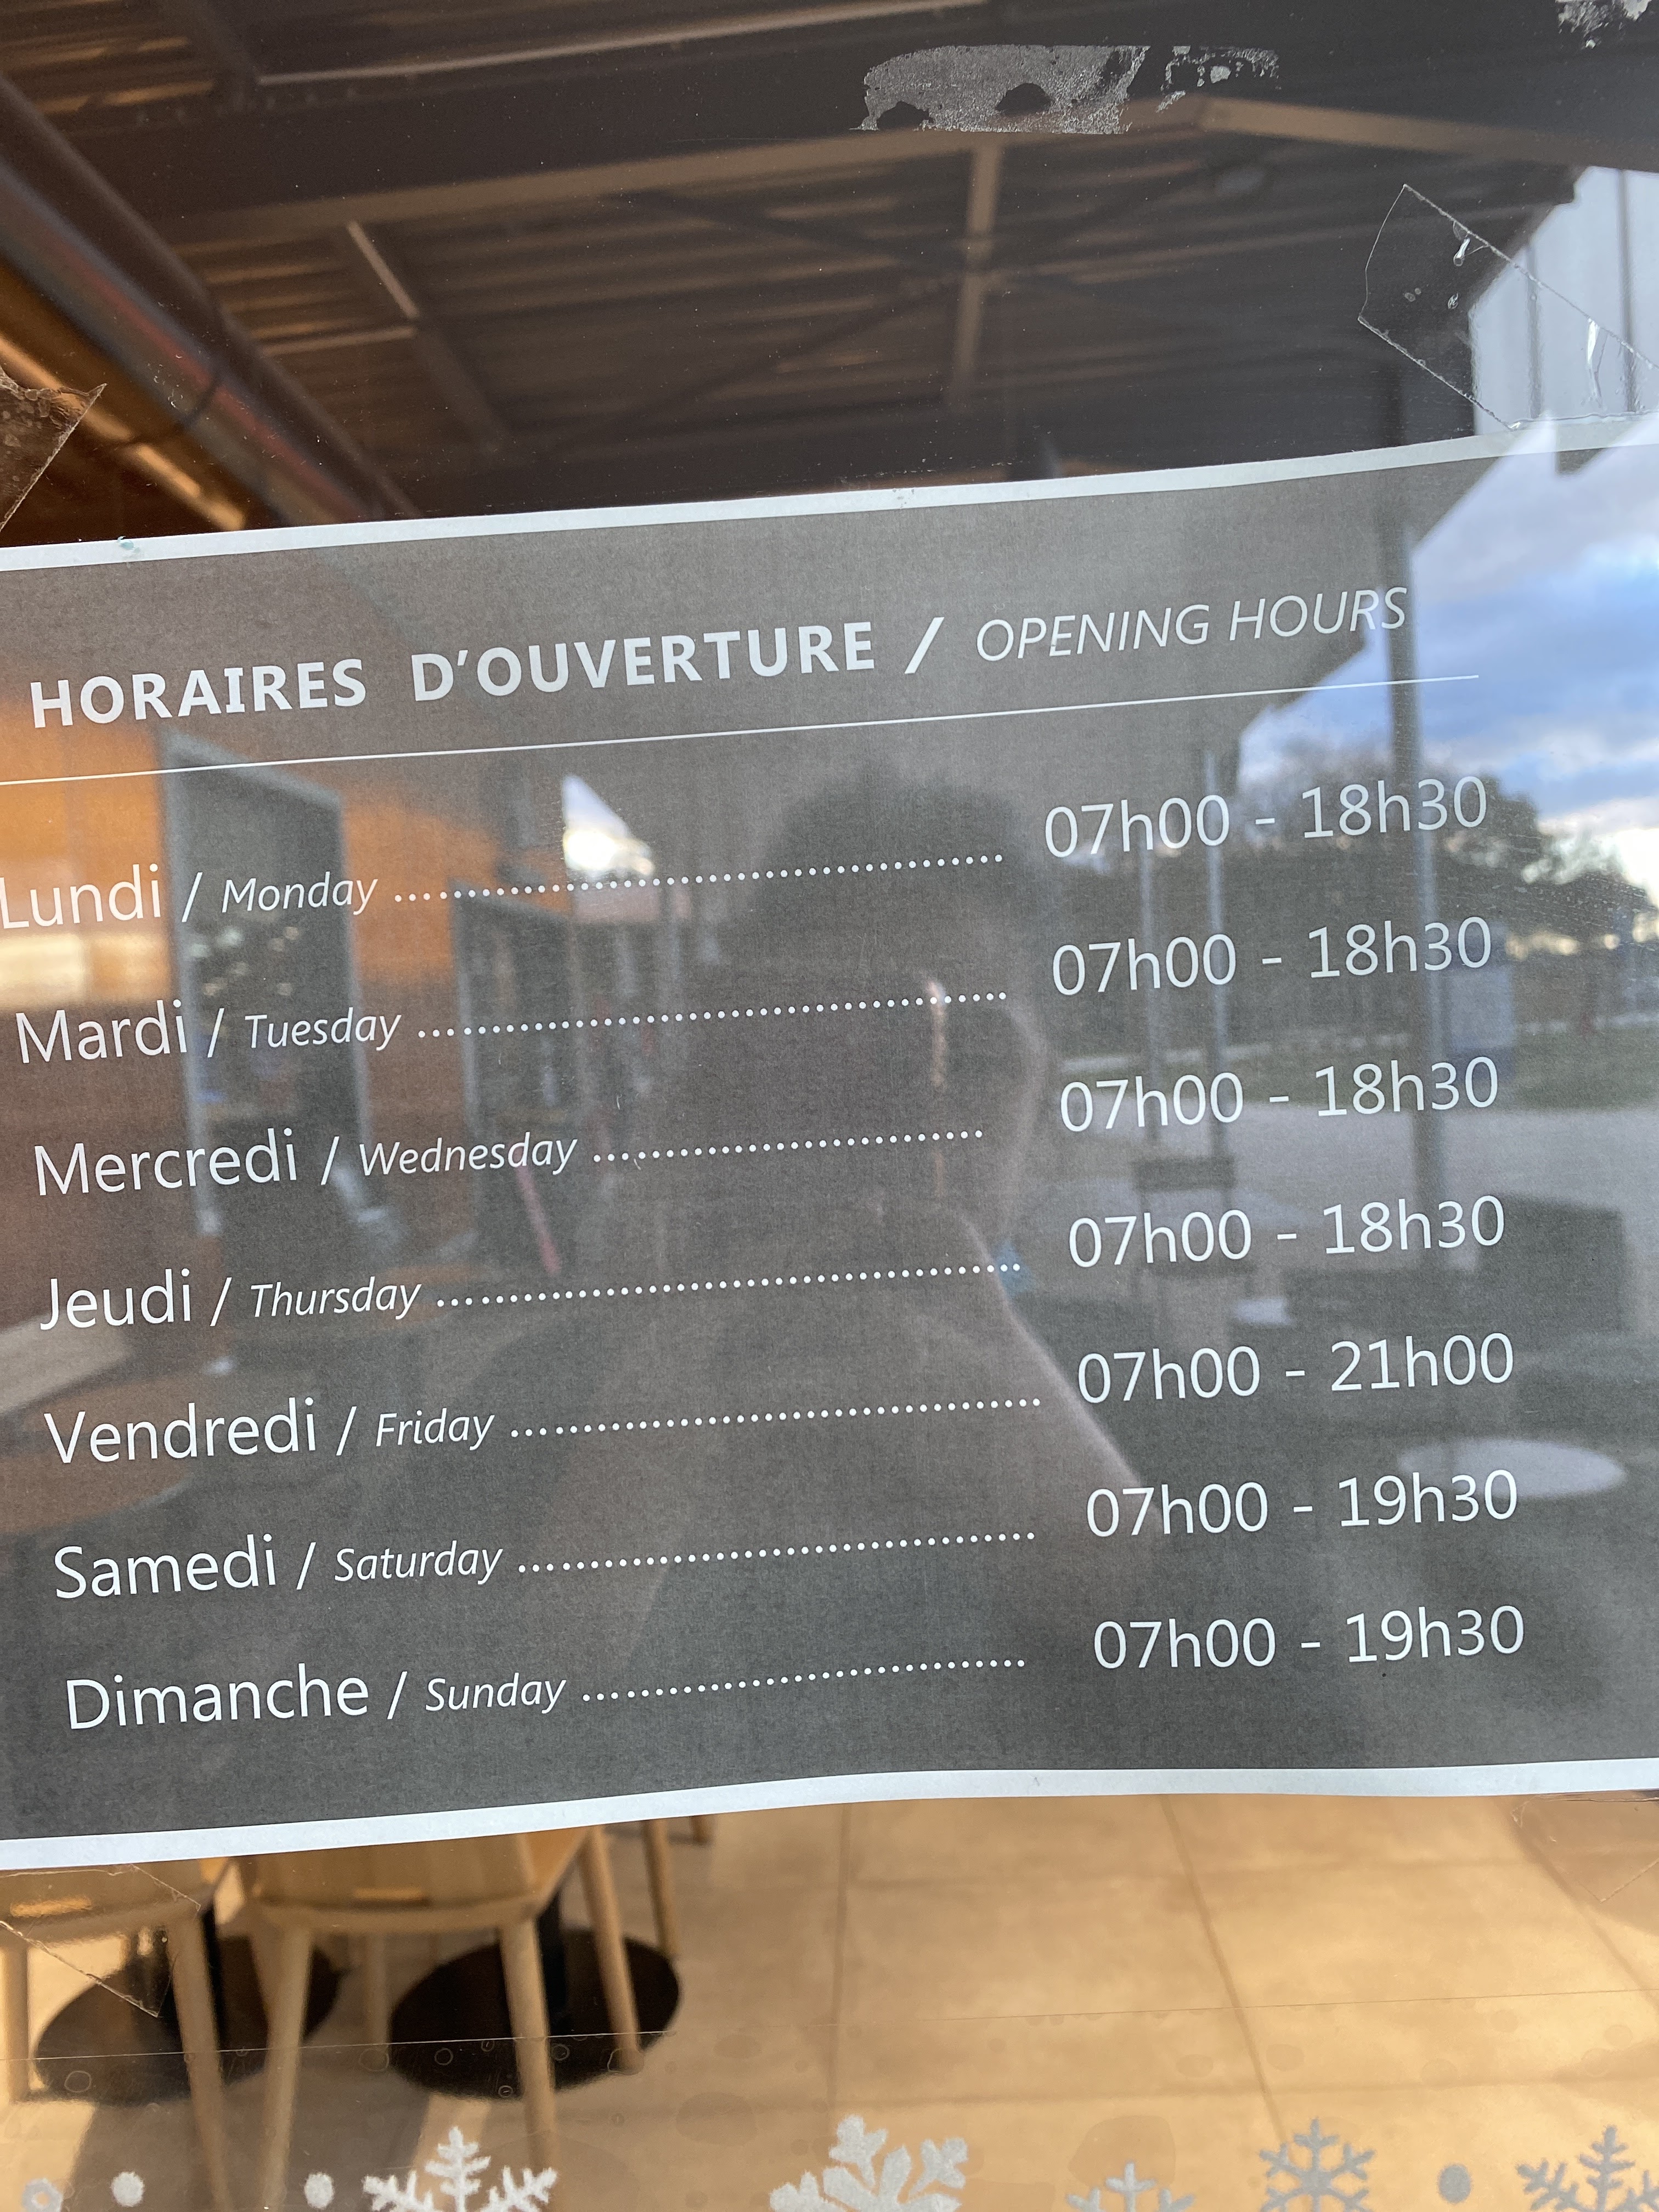 HORAIRES D'OUVERTURE / OPENING HOURS
Lundi / Monday ........................................ 07h00 - 18h30
Mardi / Tuesday ....................................... 07h00 - 18h30
Mercredi / Wednesday .......................... 07h00 - 18h30
Jeudi / Thursday ....................................... 07h00 - 18h30
Vendredi / Friday ................................... 07h00 - 21h00
Samedi / Saturday .................................. 07h00 - 19h30
Dimanche / Sunday ............................. 07h00 - 19h30